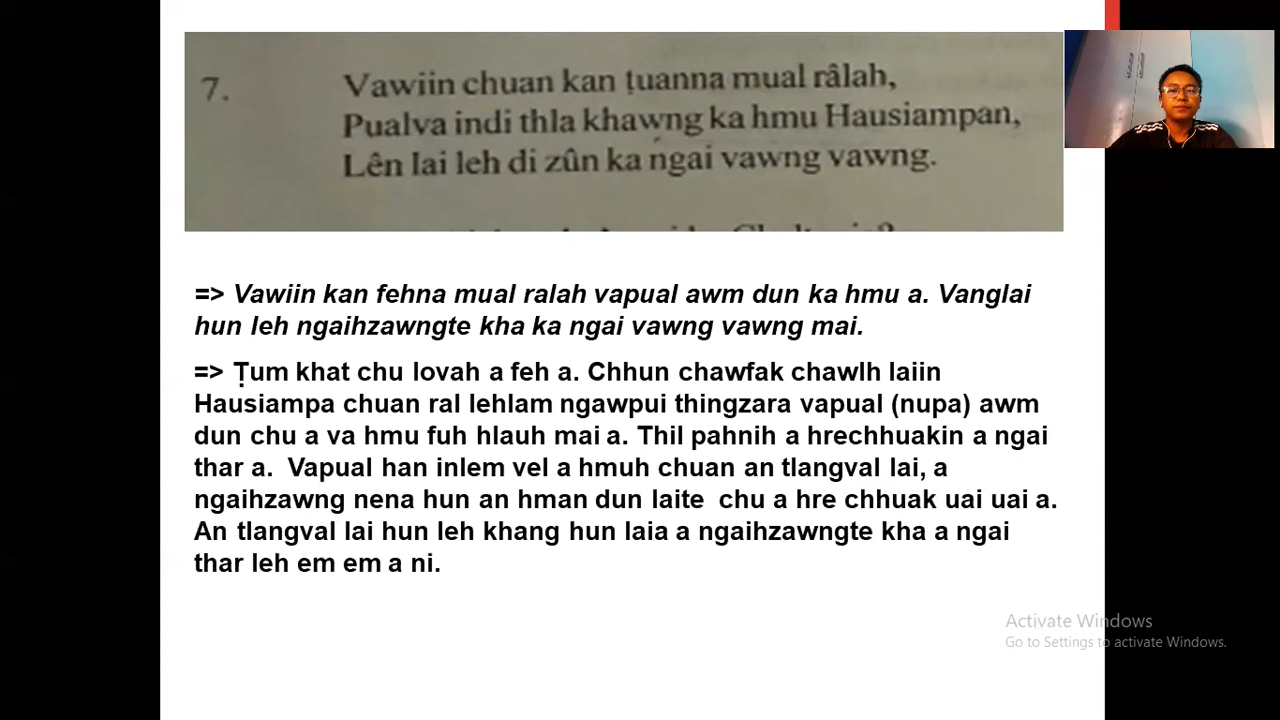 7. Vawiin chuan kan ṭuanna mual râlah,
Pualva indi thla khawng ka hmu Hausiampan,
Lên lai leh di zûn ka ngai vawng vawng.
=> Vawiin kan fehna mual ralah vapual awm dun ka hmu a. Vanglai
hun leh ngaihzawngte kha ka ngai vawng vawng mai.
=> Ṭum khat chu lovah a feh a. Chhun chawfak chawlh laiin
Hausiampa chuan ral lehlam ngawpui thingzara vapual (nupa) awm
dun chu a va hmu fuh hlauh mai a. Thil pahnih a hrechhuakin a ngai
thar a. Vapual han inlem vel a hmuh chuan an tlangval lai, a
ngaihzawng nena hun an hman dun laite chu a hre chhuak uai uai a.
An tlangval lai hun leh khang hun laia a ngaihzawngte kha a ngai
thar leh em em a ni.
Activate Windows
Go to Settings to activate Windows.